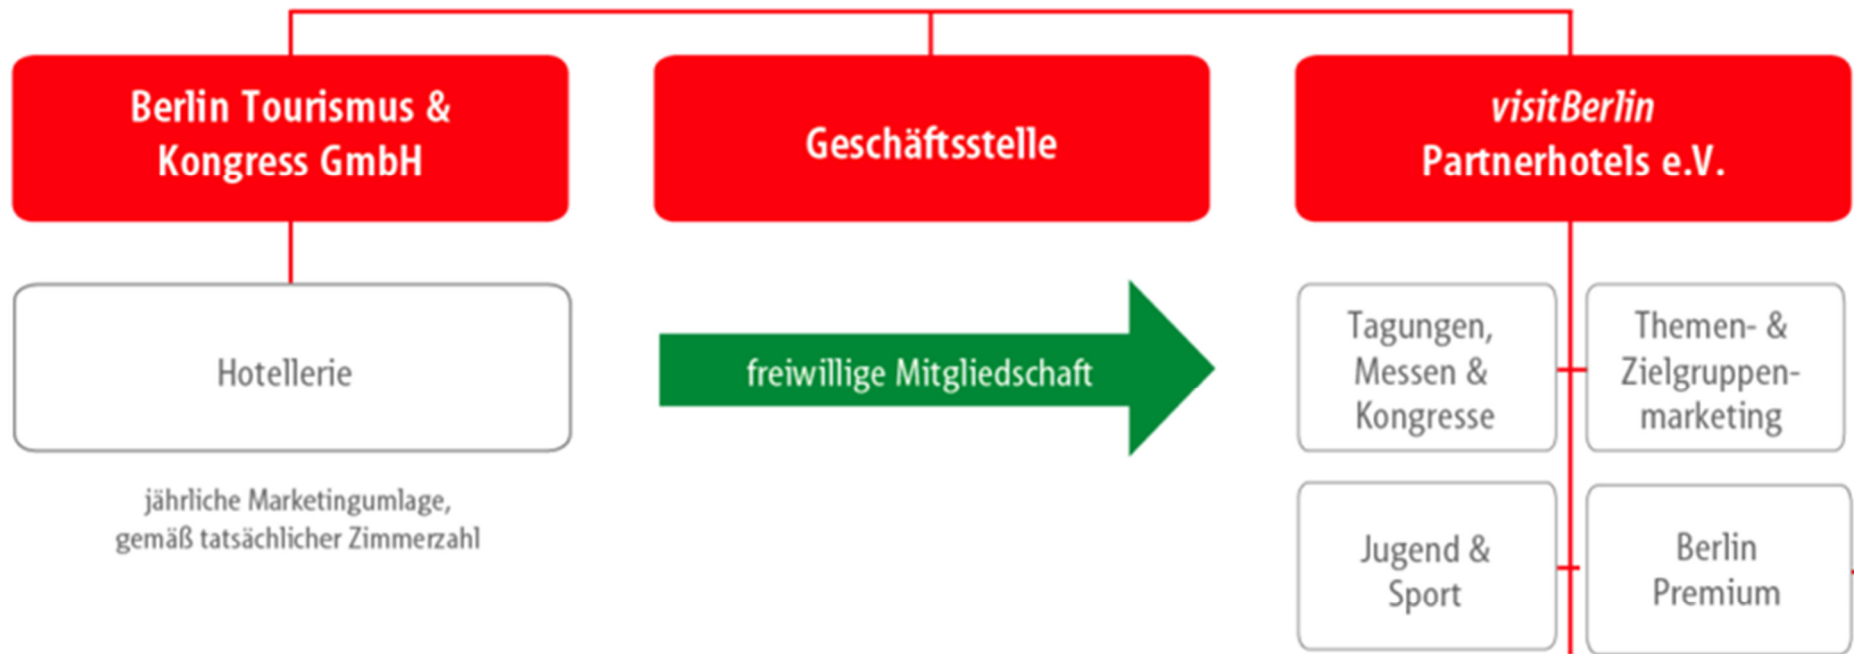 Berlin Tourismus &
Kongress GmbH
Geschäftsstelle
visitBerlin
Partnerhotels e.V.
Hotellerie
freiwillige Mitgliedschaft
Tagungen,
Messen &
Kongresse
Themen- &
Zielgruppen-
marketing
jährliche Marketingumlage,
gemäß tatsächlicher Zimmerzahl
Jugend &
Sport
Berlin
Premium